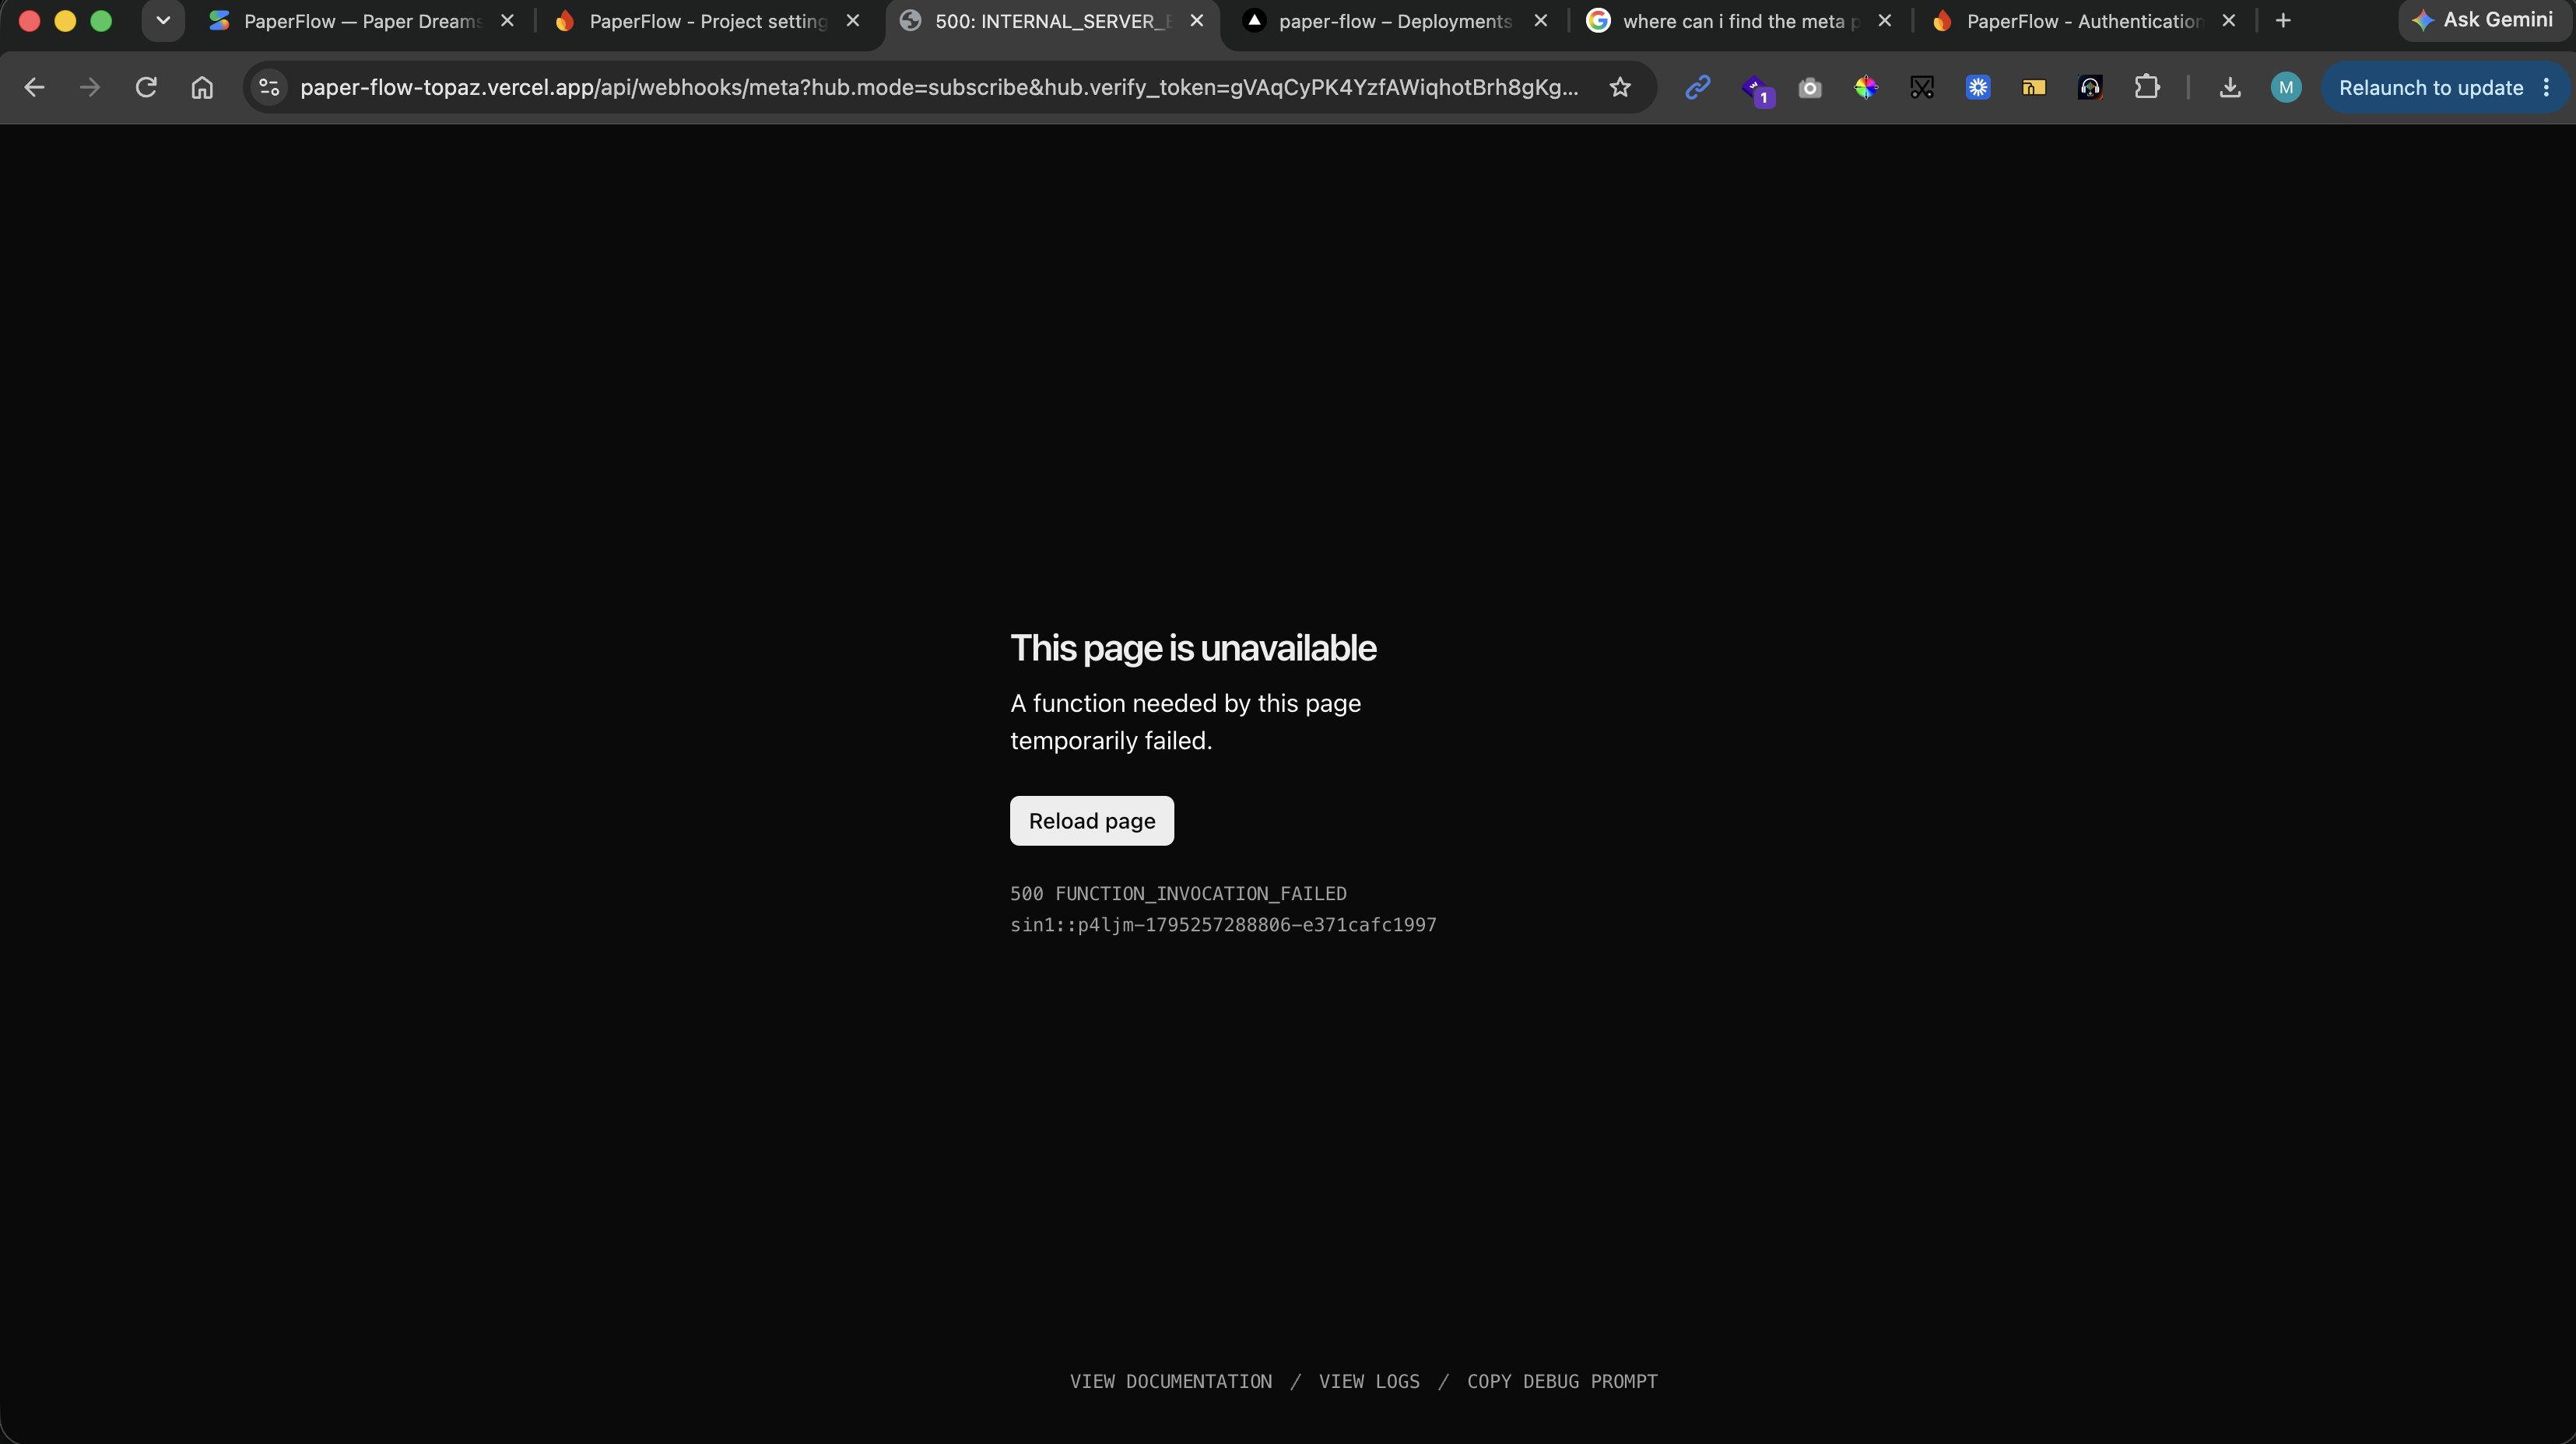 PaperFlow — Paper Dreams
PaperFlow - Project setting
500: INTERNAL_SERVER_E
paper-flow – Deployments
where can i find the meta p
PaperFlow - Authentication
Ask Gemini
paper-flow-topaz.vercel.app/api/webhooks/meta?hub.mode=subscribe&hub.verify_token=gVAqCyPK4YzfAWiqhotBrh8gKg...
1
M
Relaunch to update
This page is unavailable
A function needed by this page
temporarily failed.
Reload page
500 FUNCTION_INVOCATION_FAILED
sin1::p4ljm-1795257288806-e371cafc1997
VIEW DOCUMENTATION / VIEW LOGS / COPY DEBUG PROMPT